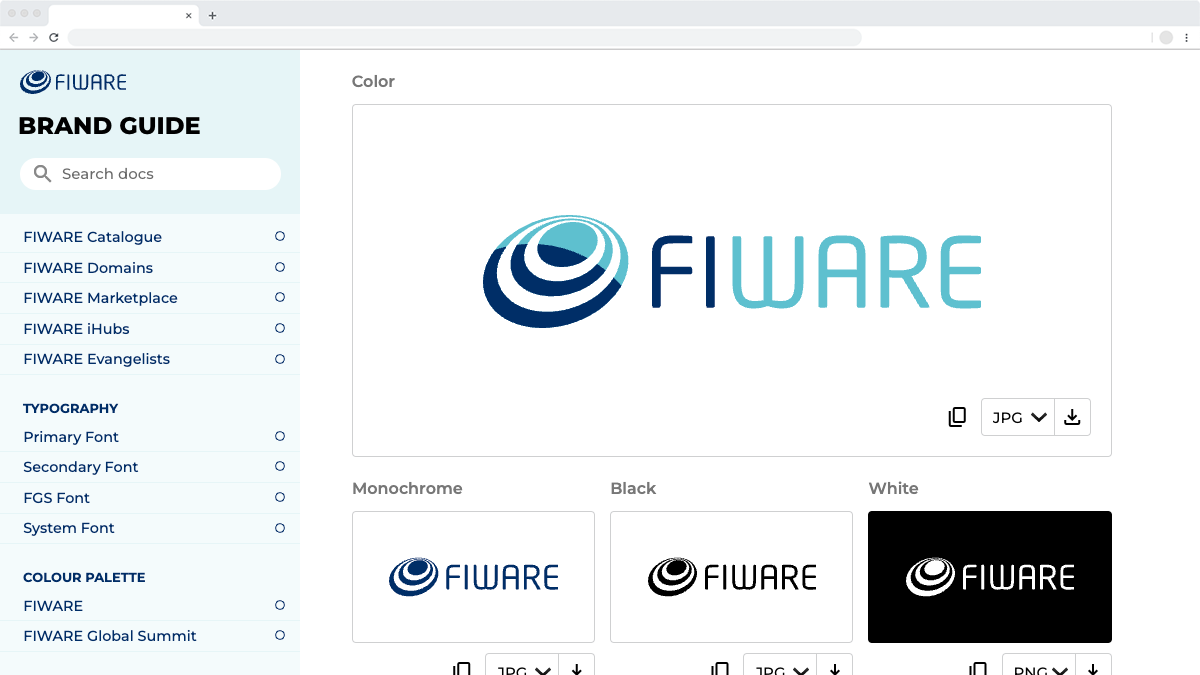 FIWARE
BRAND GUIDE
Search docs
FIWARE Catalogue
FIWARE Domains
FIWARE Marketplace
FIWARE iHubs
FIWARE Evangelists
TYPOGRAPHY
Primary Font
Secondary Font
FGS Font
System Font
COLOUR PALETTE
FIWARE
FIWARE Global Summit
Color
FIWARE
JPG
Monochrome
Black
White
FIWARE
FIWARE
FIWARE
JPG
JPG
PNG